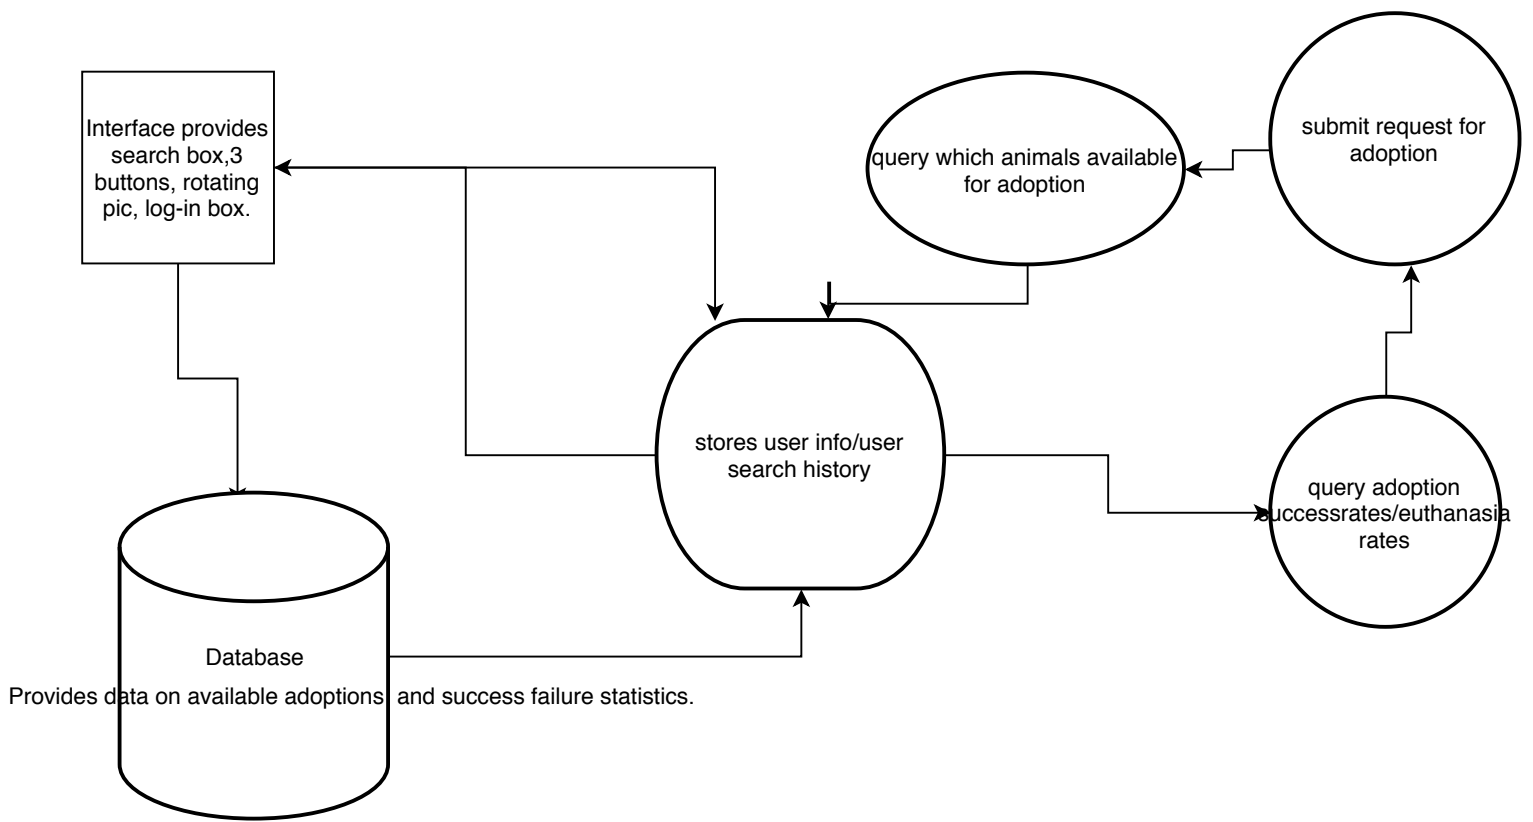 Interface provides
search box,3
buttons, rotating
pic, log-in box.
query which animals available
for adoption
submit request for
adoption
stores user info/user
search history
query adoption
successrates/euthanasia
rates
Database
Provides data on available adoptions  and success failure statistics.